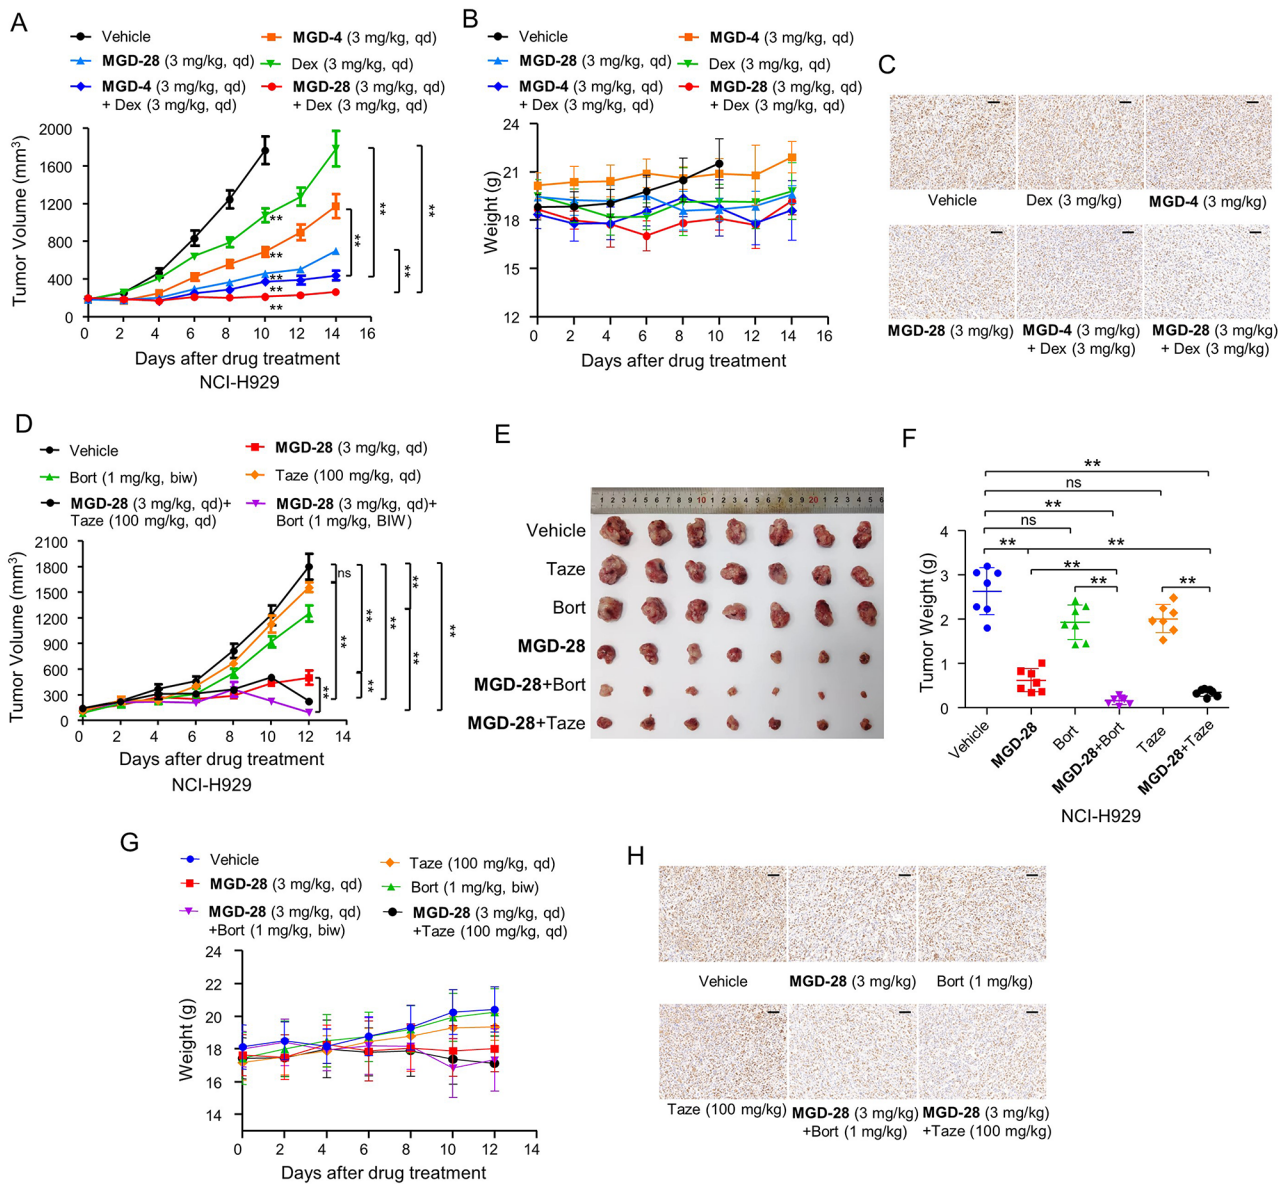 A
Vehicle
MGD-4 (3 mg/kg, qd)
MGD-28 (3 mg/kg, qd)
Dex (3 mg/kg, qd)
MGD-4 (3 mg/kg, qd)
+ Dex (3 mg/kg, qd)
MGD-28 (3 mg/kg, qd)
+ Dex (3 mg/kg, qd)
Tumor Volume (mm3)
2000
1600
1200
800
400
0
**
**
**
**
**
**
**
**
**
0 2 4 6 8 10 12 14 16
Days after drug treatment
NCI-H929
B
Vehicle
MGD-4 (3 mg/kg, qd)
MGD-28 (3 mg/kg, qd)
Dex (3 mg/kg, qd)
MGD-4 (3 mg/kg, qd)
+ Dex (3 mg/kg, qd)
MGD-28 (3 mg/kg, qd)
+ Dex (3 mg/kg, qd)
Weight (g)
24
21
18
15
12
0 2 4 6 8 10 12 14 16
Days after drug treatment
C
Vehicle
Dex (3 mg/kg)
MGD-4 (3 mg/kg)
MGD-28 (3 mg/kg)
MGD-4 (3 mg/kg)
+ Dex (3 mg/kg)
MGD-28 (3 mg/kg)
+ Dex (3 mg/kg)
D
Vehicle
MGD-28 (3 mg/kg, qd)
Bort (1 mg/kg, biw)
Taze (100 mg/kg, qd)
MGD-28 (3 mg/kg, qd)+
Taze (100 mg/kg, qd)
MGD-28 (3 mg/kg, qd)+
Bort (1 mg/kg, BIW)
Tumor Volume (mm3)
2100
1800
1500
1200
900
600
300
0
ns
**
**
**
**
**
**
**
**
0 2 4 6 8 10 12 14
Days after drug treatment
NCI-H929
E
Vehicle
Taze
Bort
MGD-28
MGD-28+Bort
MGD-28+Taze
F
**
ns
**
ns
**
**
**
**
**
Tumor Weight (g)
4
3
2
1
0
Vehicle
MGD-28
Bort
MGD-28+Bort
Taze
MGD-28+Taze
NCI-H929
G
Vehicle
Taze (100 mg/kg, qd)
MGD-28 (3 mg/kg, qd)
Bort (1 mg/kg, biw)
MGD-28 (3 mg/kg, qd)
+Bort (1 mg/kg, biw)
MGD-28 (3 mg/kg, qd)
+Taze (100 mg/kg, qd)
Weight (g)
24
22
20
18
16
14
0 2 4 6 8 10 12 14
Days after drug treatment
H
Vehicle
MGD-28 (3 mg/kg)
Bort (1 mg/kg)
Taze (100 mg/kg)
MGD-28 (3 mg/kg)
+Bort (1 mg/kg)
MGD-28 (3 mg/kg)
+Taze (100 mg/kg)